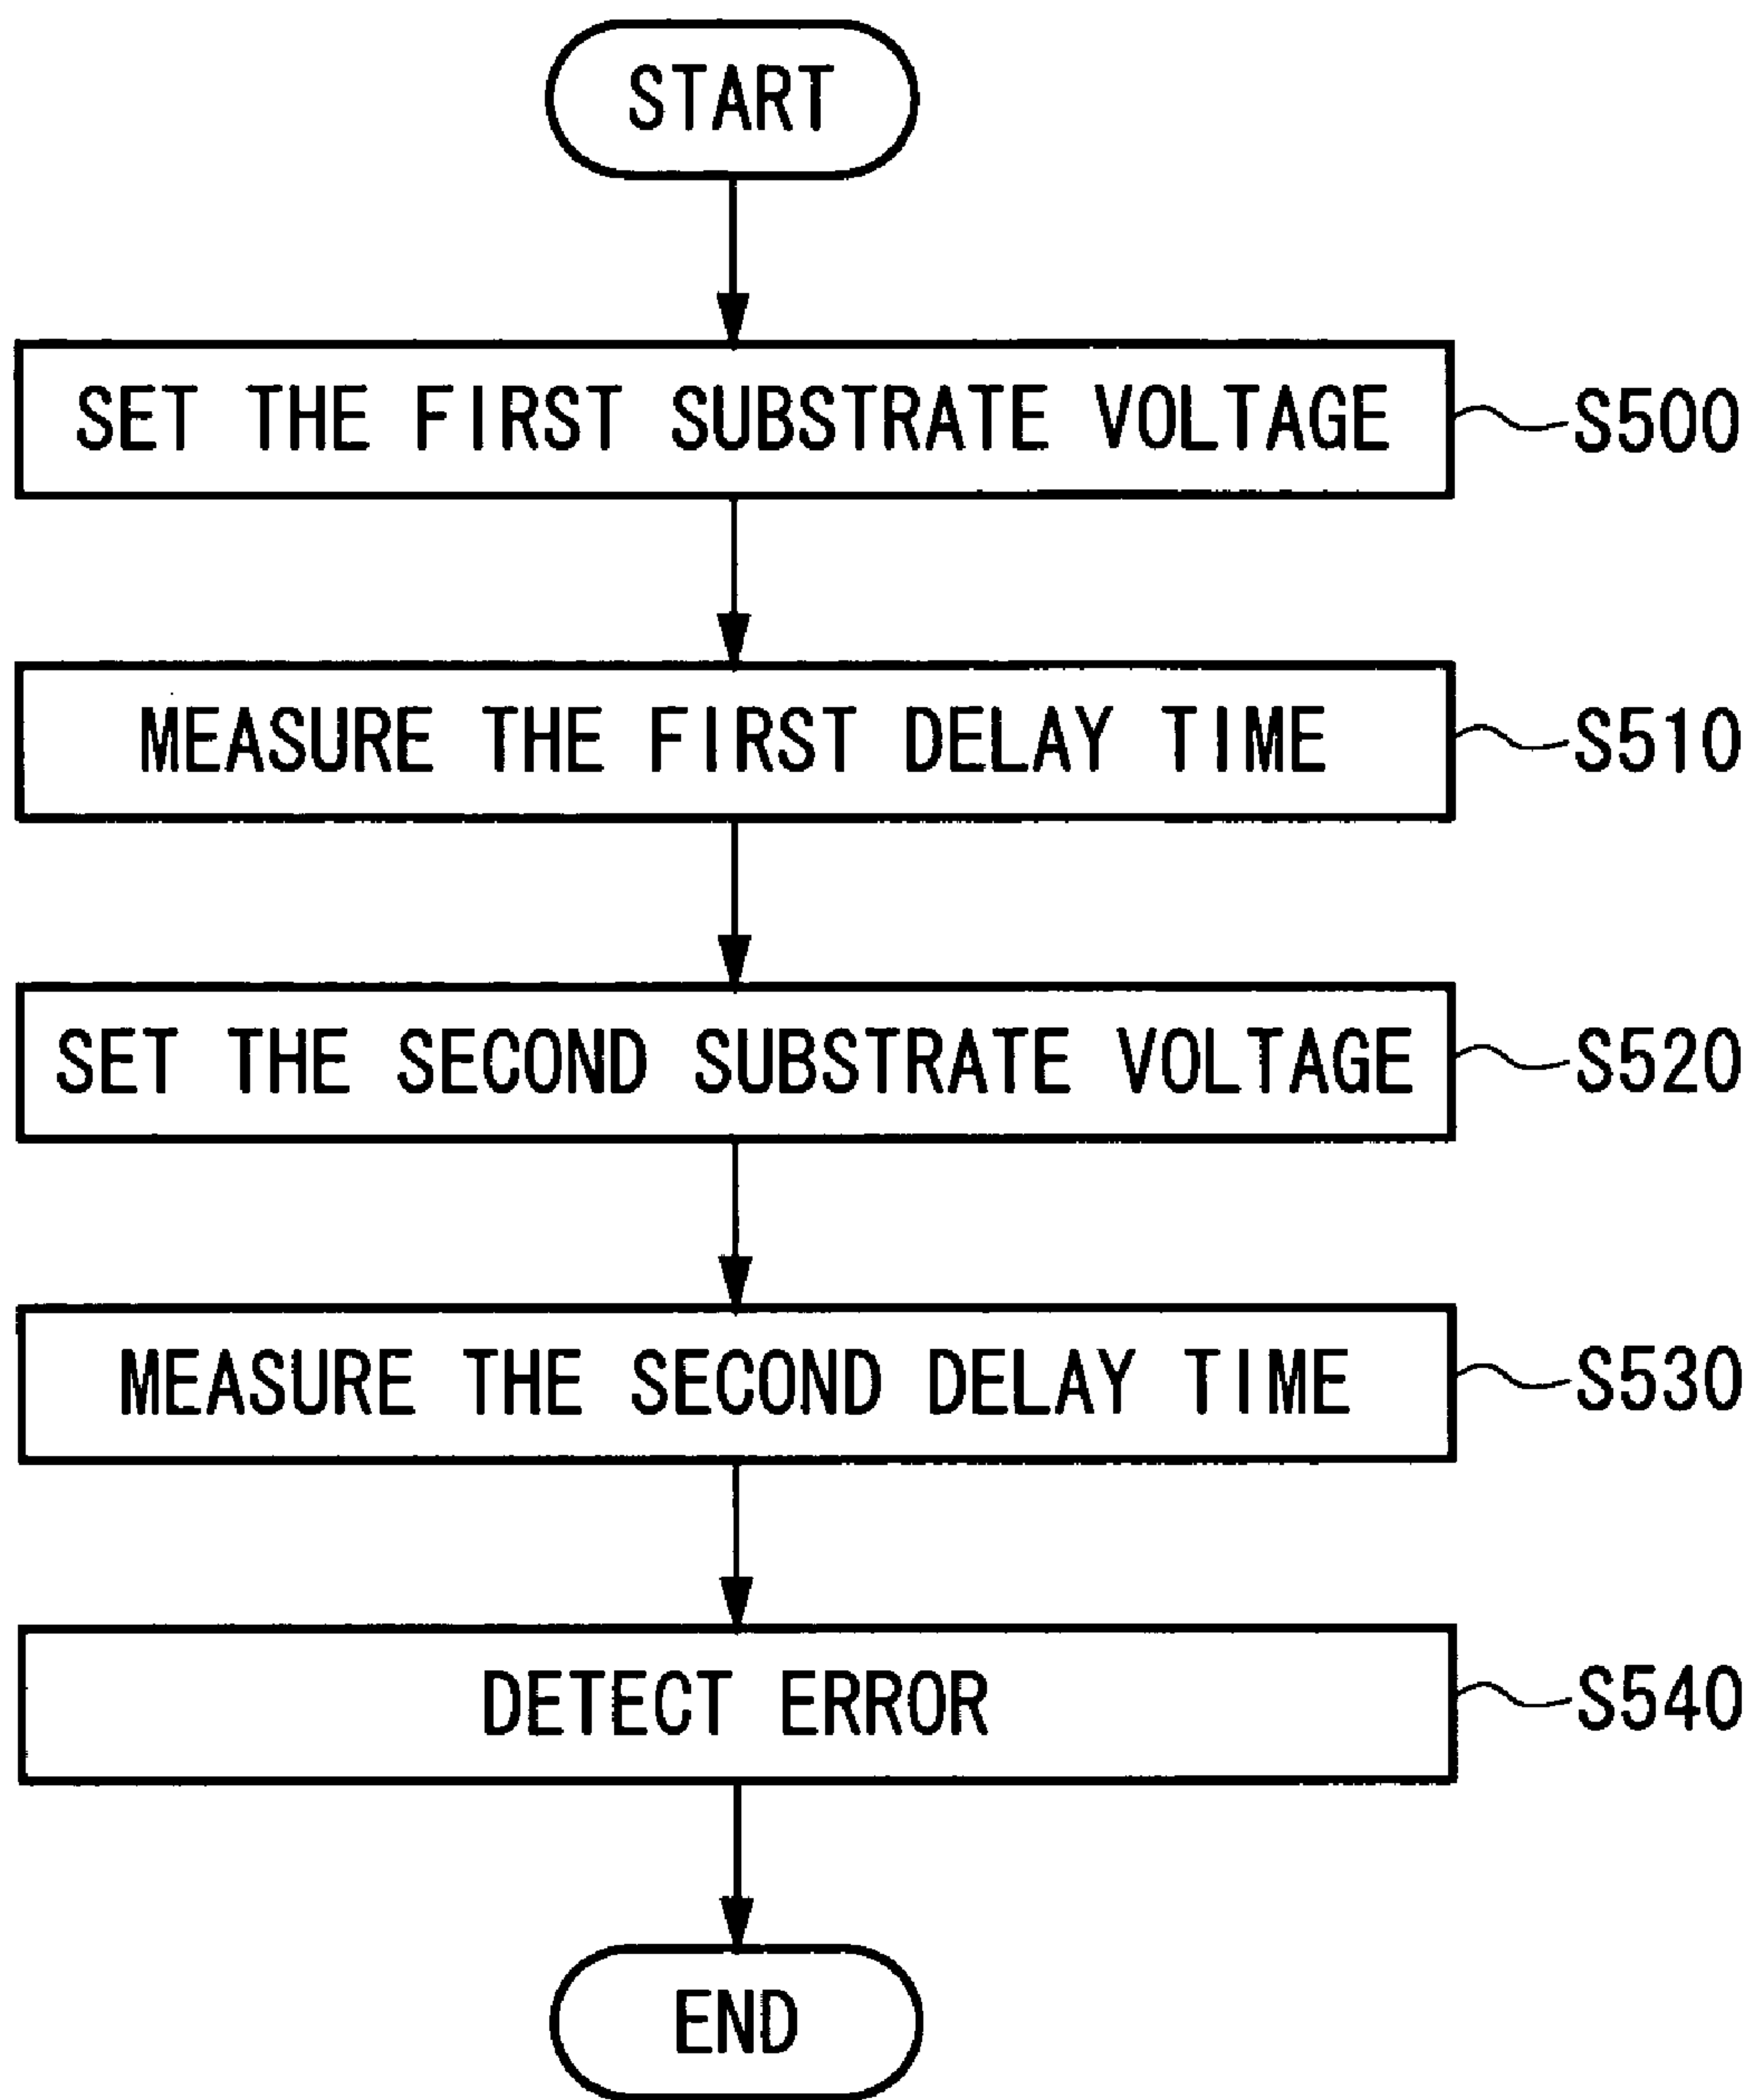 START
SET THE FIRST SUBSTRATE VOLTAGE
S500
MEASURE THE FIRST DELAY TIME
S510
SET THE SECOND SUBSTRATE VOLTAGE
S520
MEASURE THE SECOND DELAY TIME
S530
DETECT ERROR
S540
END